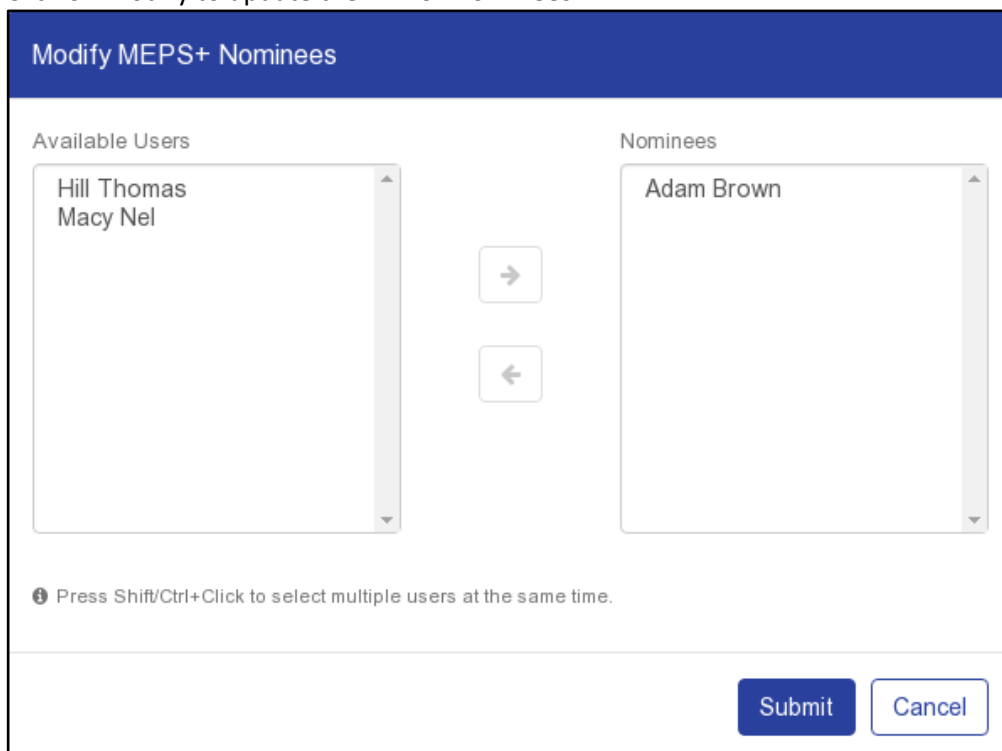 Modify MEPS+ Nominees
Available Users
Nominees
Hill Thomas
Macy Nel
Adam Brown
Press Shift/Ctrl+Click to select multiple users at the same time.
Submit
Cancel